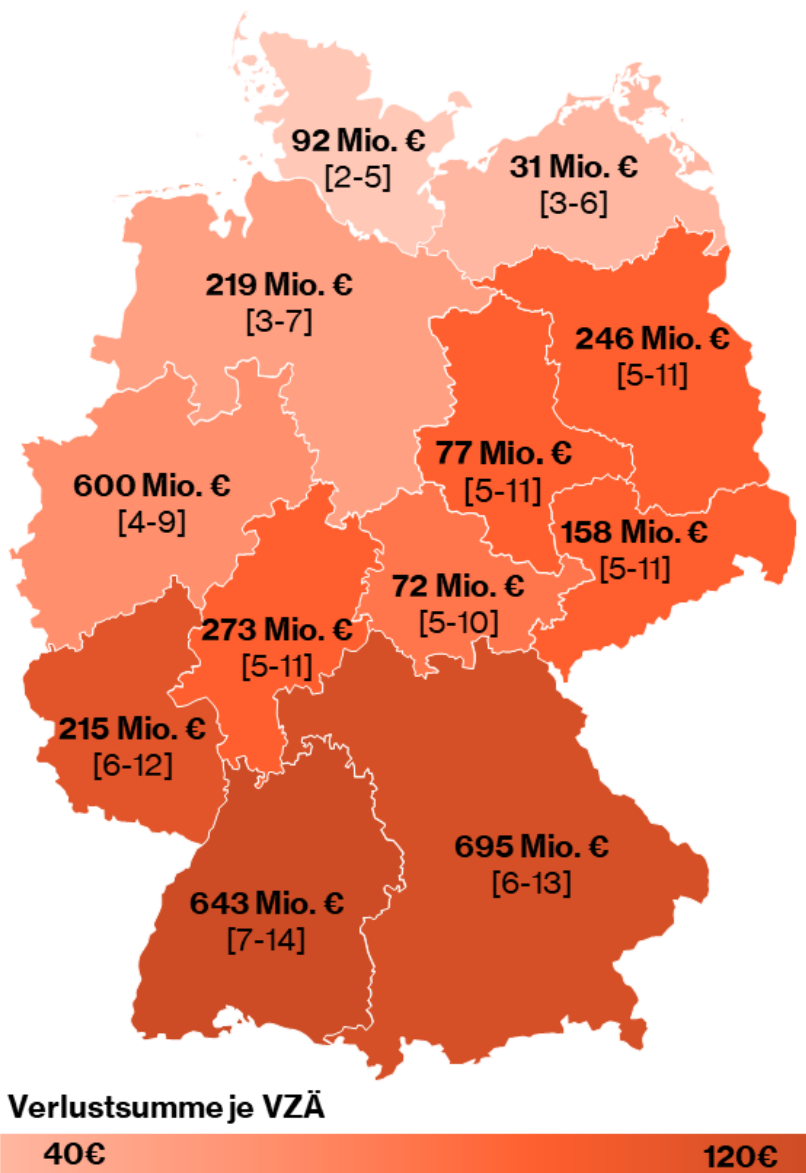 92 Mio. €
[2-5]
31 Mio. €
[3-6]
219 Mio. €
[3-7]
246 Mio. €
[5-11]
77 Mio. €
[5-11]
600 Mio. €
[4-9]
158 Mio. €
[5-11]
72 Mio. €
[5-10]
273 Mio. €
[5-11]
215 Mio. €
[6-12]
695 Mio. €
[6-13]
643 Mio. €
[7-14]
Verlustsumme je VZÄ
40€ 120€